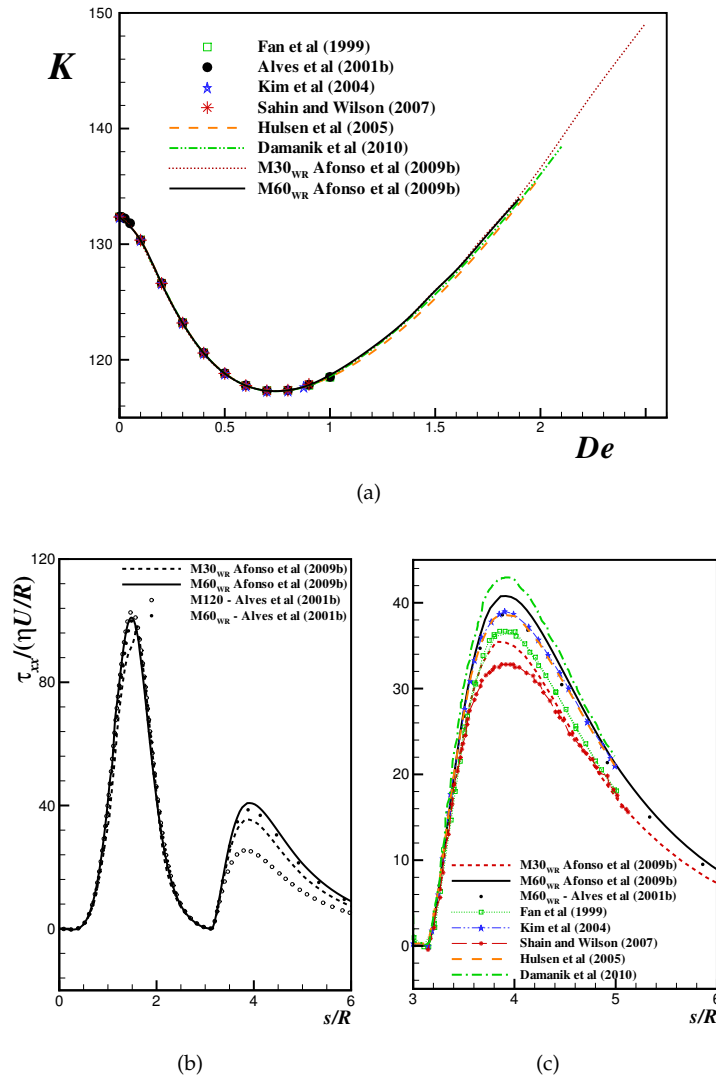 150
K
140
130
120
Fan et al (1999)
Alves et al (2001b)
Kim et al (2004)
Sahin and Wilson (2007)
Hulsen et al (2005)
Damanik et al (2010)
M30WR Afonso et al (2009b)
M60WR Afonso et al (2009b)
0 0.5 1 1.5 2 2.5
De
(a)
120
80
40
0
τxx/(ηU/R)
M30WR Afonso et al (2009b)
M60WR Afonso et al (2009b)
M120 - Alves et al (2001b)
M60WR - Alves et al (2001b)
0 2 4 6
s/R
(b)
40
30
20
10
0
M30WR Afonso et al (2009b)
M60WR Afonso et al (2009b)
M60WR - Alves et al (2001b)
Fan et al (1999)
Kim et al (2004)
Shain and Wilson (2007)
Hulsen et al (2005)
Damanik et al (2010)
3 4 5 6
s/R
(c)